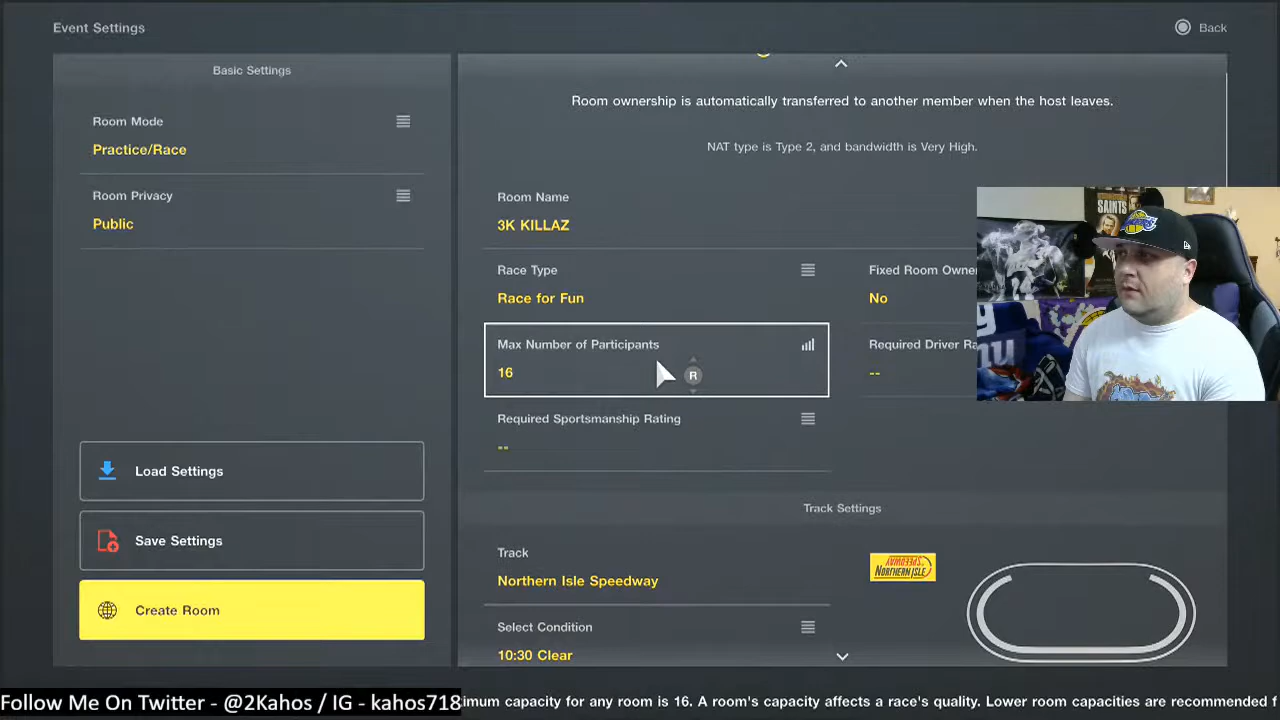 Event Settings
Back
Basic Settings
Room Mode
Practice/Race
Room Privacy
Public
Load Settings
Save Settings
Create Room
Room ownership is automatically transferred to another member when the host leaves.
NAT type is Type 2, and bandwidth is Very High.
Room Name
3K KILLAZ
Race Type
Race for Fun
Fixed Room Owne
No
Max Number of Participants
16
R
Required Driver Ra
--
Required Sportsmanship Rating
--
SAINTS
Track Settings
Track
Northern Isle Speedway
SPEEDWAY
NORTHERN ISLE
Select Condition
10:30 Clear
Follow Me On Twitter - @2Kahos / IG - kahos718
imum capacity for any room is 16. A room's capacity affects a race's quality. Lower room capacities are recommended f